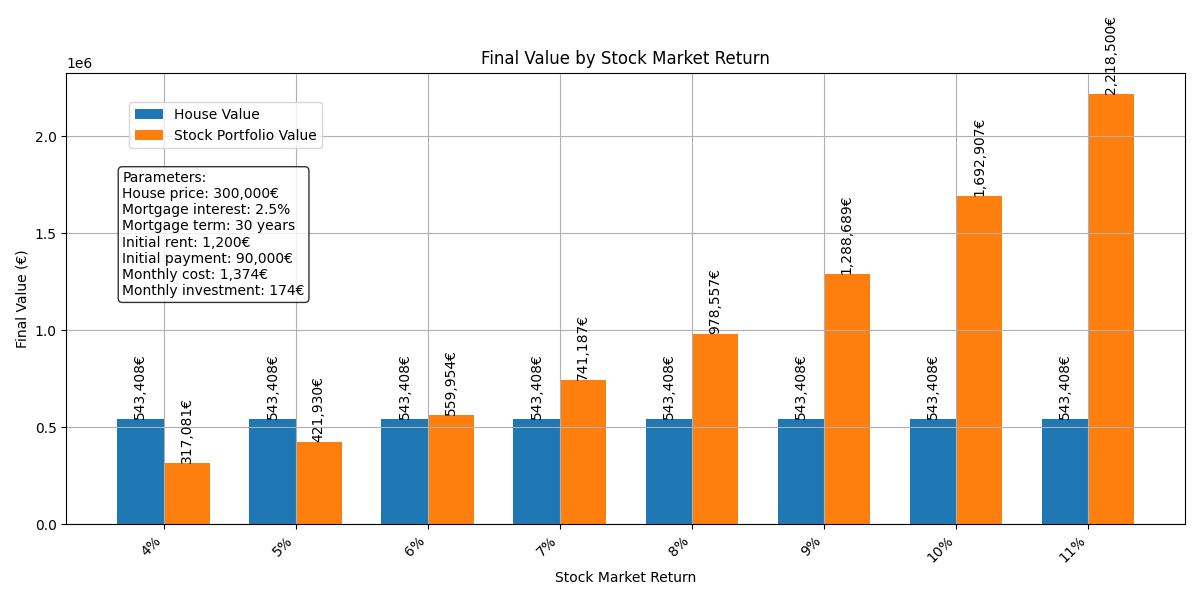 Final Value by Stock Market Return
1e6
House Value
Stock Portfolio Value
Parameters:
House price: 300,000€
Mortgage interest: 2.5%
Mortgage term: 30 years
Initial rent: 1,200€
Initial payment: 90,000€
Monthly cost: 1,374€
Monthly investment: 174€
Final Value (€)
2.0
1.5
1.0
0.5
0.0
543,408€
317,081€
543,408€
421,930€
543,408€
559,954€
543,408€
741,187€
543,408€
978,557€
543,408€
1,288,689€
543,408€
1,692,907€
543,408€
2,218,500€
4%
5%
6%
7%
8%
9%
10%
11%
Stock Market Return